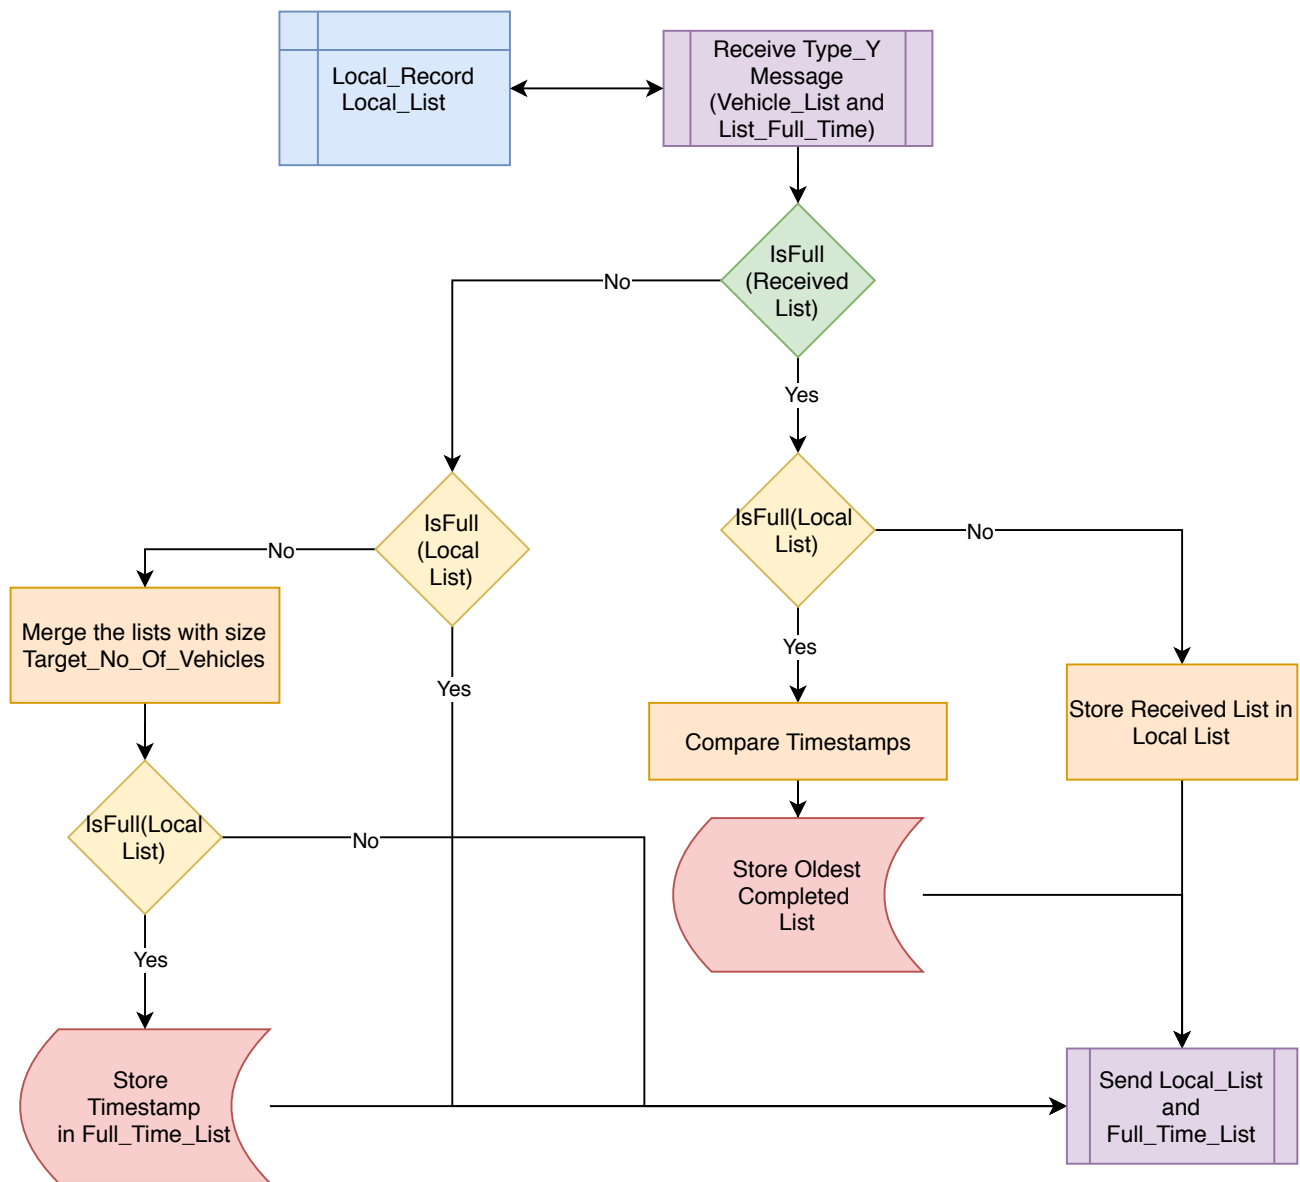 Local_Record
Local_List
Receive Type_Y
Message
(Vehicle_List and
List_Full_Time)
IsFull
(Received
List)
No
Yes
IsFull
(Local
List)
IsFull(Local
List)
No
No
Merge the lists with size
Target_No_Of_Vehicles
Yes
Yes
Store Received List in
Local List
Compare Timestamps
IsFull(Local
List)
No
Store Oldest
Completed
List
Yes
Store
Timestamp
in Full_Time_List
Send Local_List
and
Full_Time_List